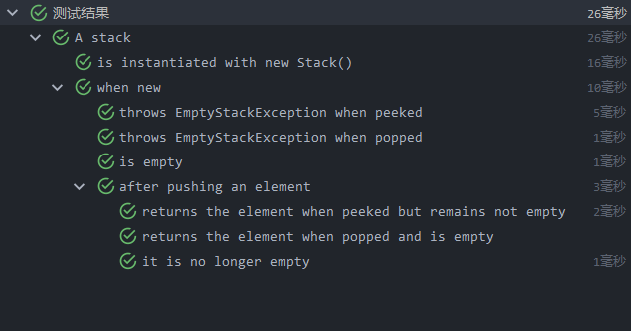 测试结果 26毫秒
A stack 26毫秒
is instantiated with new Stack() 16毫秒
when new 10毫秒
throws EmptyStackException when peeked 5毫秒
throws EmptyStackException when popped 1毫秒
is empty 1毫秒
after pushing an element 3毫秒
returns the element when peeked but remains not empty 2毫秒
returns the element when popped and is empty
it is no longer empty 1毫秒